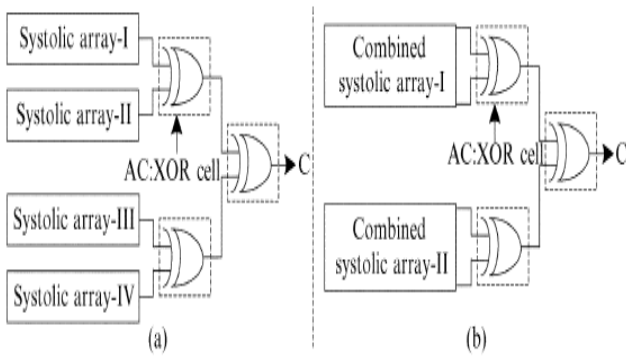 Systolic array-I
Systolic array-II
AC:XOR cell
C
Systolic array-III
Systolic array-IV
(a)
Combined
systolic array-I
AC:XOR cell
C
Combined
systolic array-II
(b)